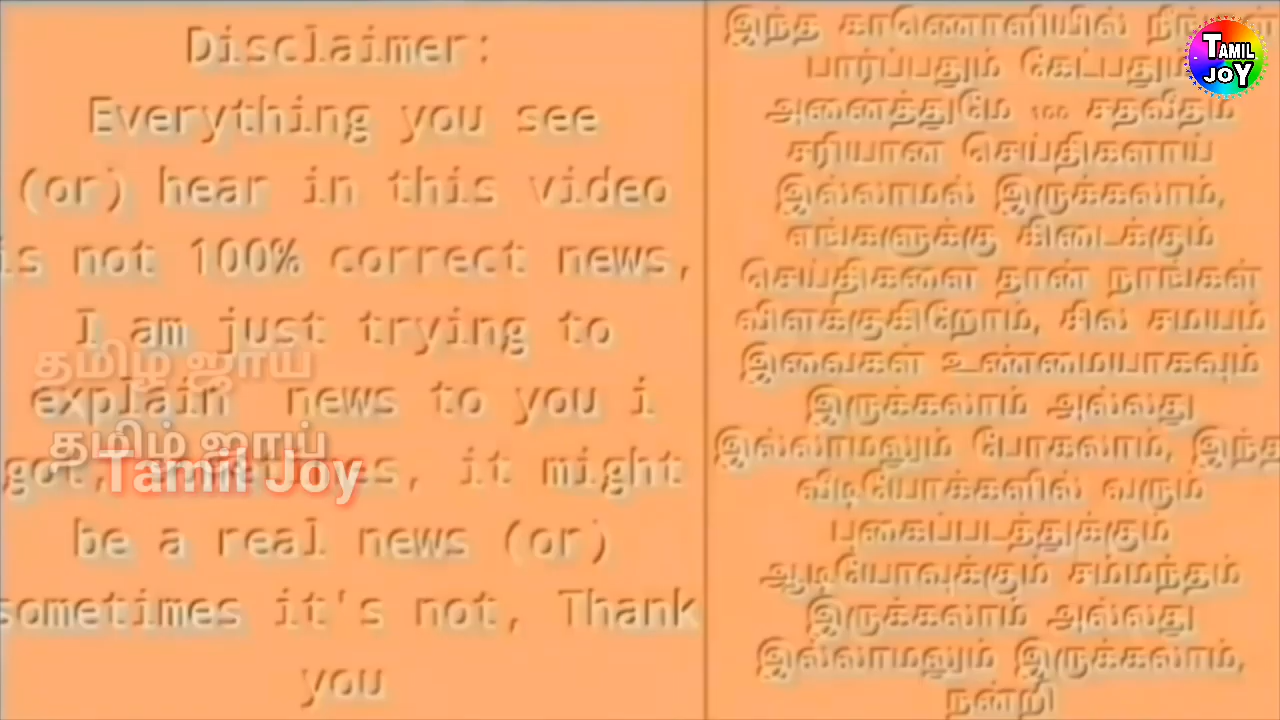 Disclaimer:
Everything you see
(or) hear in this video
is not 100% correct news,
I am just trying to
explain news to you i
got, it might
be a real news (or)
sometimes it's not, Thank
you
தமிழ் ஜாய்
தமிழ் ஜாய்
Tamil Joy
இந்த காணொளியில் நீங்கள்
பார்ப்பதும் கேட்பதும்
அனைத்துமே 100 சதவீதம்
சரியான செய்திகளாய்
இல்லாமல் இருக்கலாம்,
எங்களுக்கு கிடைக்கும்
செய்திகளை தான் நாங்கள்
விளக்குகிறோம், சில சமயம்
இவைகள் உண்மையாகவும்
இருக்கலாம் அல்லது
இல்லாமலும் போகலாம், இந்த
வீடியோக்களில் வரும்
பகைப்படத்துக்கும்
ஆடியோவுக்கும் சம்மந்தம்
இருக்கலாம் அல்லது
இல்லாமலும் இருக்கலாம்,
நன்றி
TAMIL
JOY